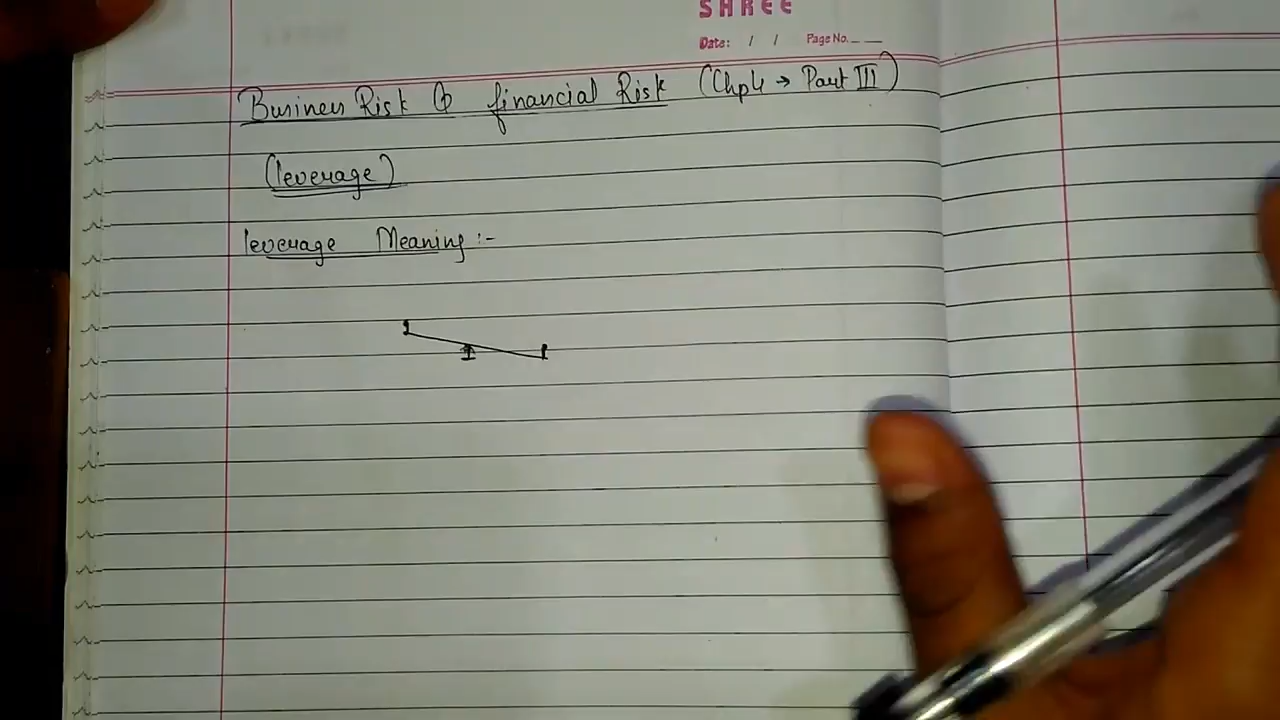 SHREE
Date: / / Page No.
Business Risk & financial Risk (Chp4 → Part III)
(leverage)
leverage Meaning :-